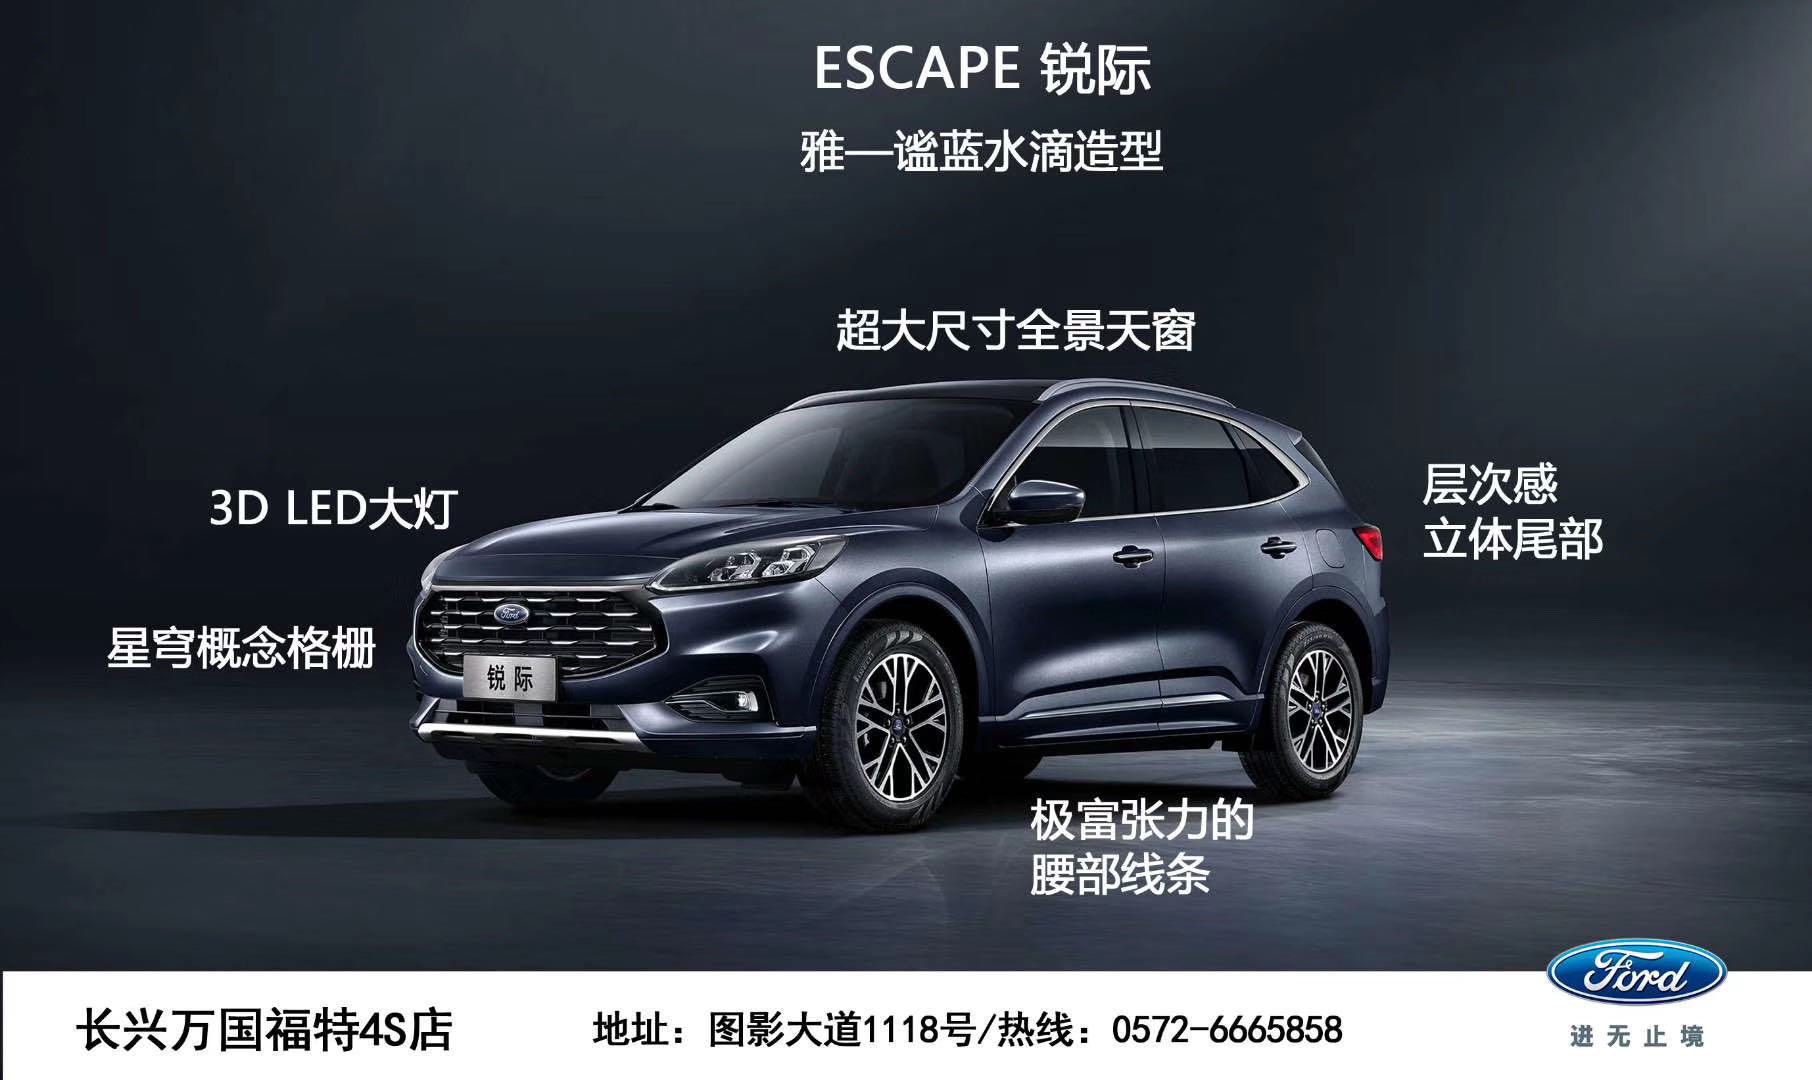 ESCAPE 锐际
雅—谧蓝水滴造型
超大尺寸全景天窗
3D LED大灯
层次感
立体尾部
星穹概念格栅
Ford
锐际
极富张力的
腰部线条
长兴万国福特4S店
地址：图影大道1118号/热线：0572-6665858
Ford
进无止境